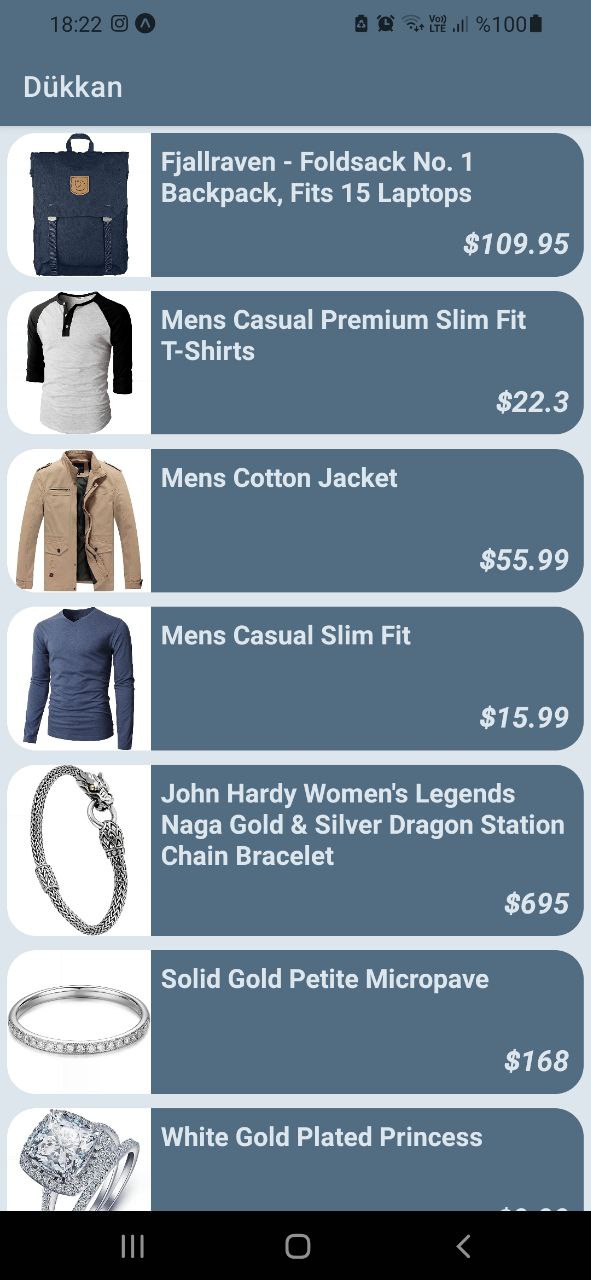 18:22 Vo)) LTE %100
Dükkan
Fjallraven - Foldsack No. 1
Backpack, Fits 15 Laptops
$109.95
Mens Casual Premium Slim Fit
T-Shirts
$22.3
Mens Cotton Jacket
$55.99
Mens Casual Slim Fit
$15.99
John Hardy Women's Legends
Naga Gold & Silver Dragon Station
Chain Bracelet
$695
Solid Gold Petite Micropave
$168
White Gold Plated Princess